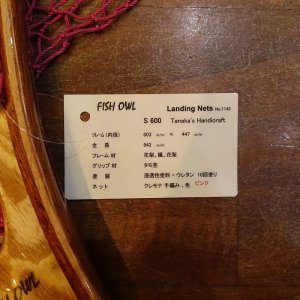 FISH OWL
Landing Nets No.1148
S 600 Tanaka's Handicraft
フレーム(内径) 603 m/m × 447 m/m
全長 942 m/m
フレーム材 花梨、楓、花梨
グリップ材 タモ杢
塗装 浸透性塗料+ウレタン 10回塗り
ネット クレモナ手編み、色 ピンク
OWL